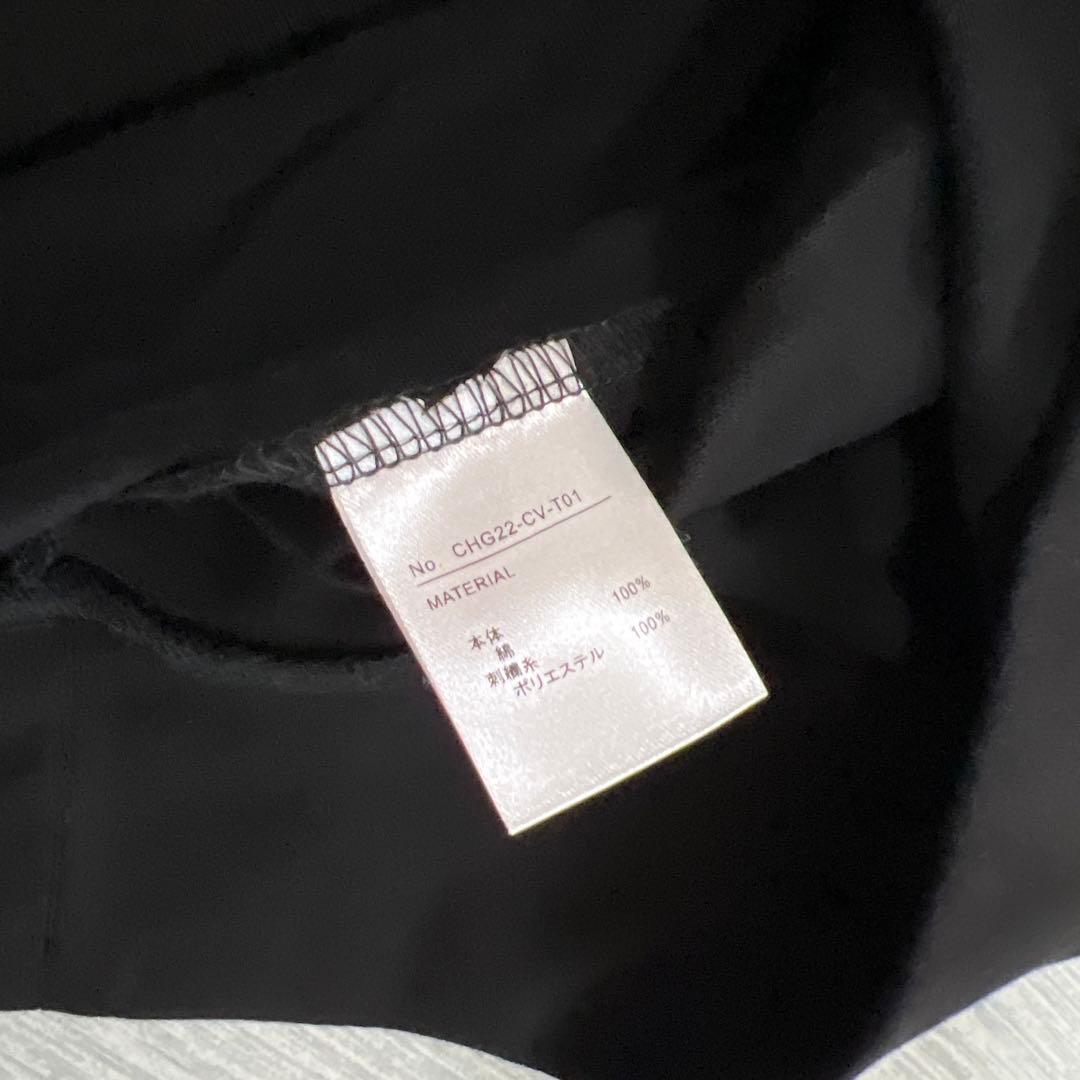 No. CHG22-CV-T01
MATERIAL
本体
綿 100%
刺繍糸
ポリエステル 100%